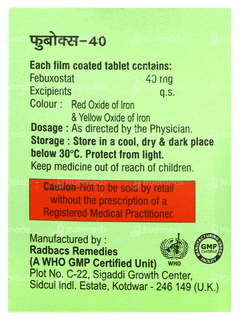 फुबोक्स-40
Each film coated tablet contains:
Febuxostat 40 mg
Excipients q.s.
Colour : Red Oxide of Iron
& Yellow Oxide of Iron
Dosage : As directed by the Physician.
Storage : Store in a cool, dry & dark place
below 30°C. Protect from light.
Keep medicine out of reach of children.
Caution-Not to be sold by retail
without the prescription of a
Registered Medical Practitioner.
Manufactured by :
Radbacs Remedies
(A WHO GMP Certified Unit)
Plot No. C-22, Sigaddi Growth Center,
Sidcul Indl. Estate, Kotdwar - 246 149 (U.K.)
WHO
GMP